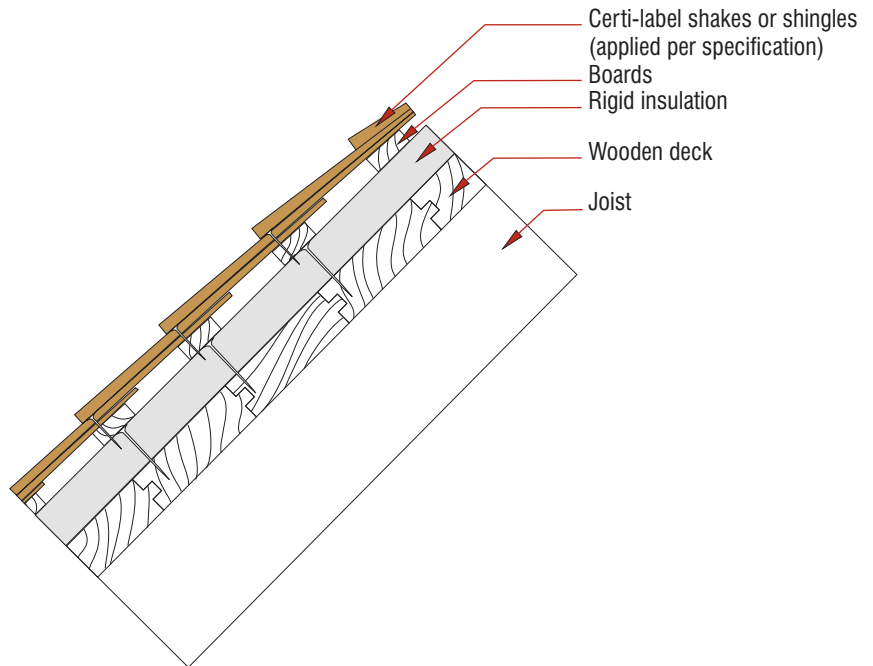 Certi-label shakes or shingles
(applied per specification)
Boards
Rigid insulation
Wooden deck
Joist